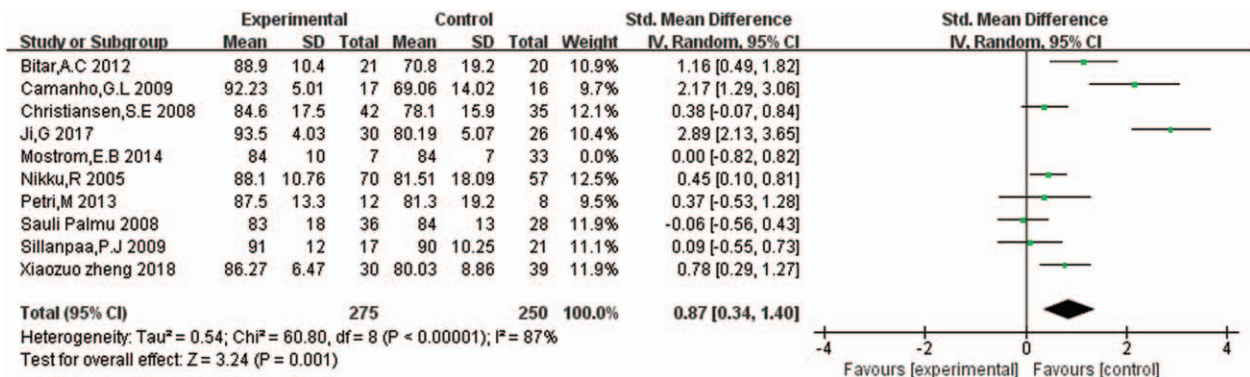 Experimental Control Std. Mean Difference Std. Mean Difference
Study or Subgroup Mean SD Total Mean SD Total Weight IV, Random, 95% CI IV, Random, 95% CI
Bitar,A.C 2012 88.9 10.4 21 70.8 19.2 20 10.9% 1.16 [0.49, 1.82]
Camanho,G.L 2009 92.23 5.01 17 69.06 14.02 16 9.7% 2.17 [1.29, 3.06]
Christiansen,S.E 2008 84.6 17.5 42 78.1 15.9 35 12.1% 0.38 [-0.07, 0.84]
Ji,G 2017 93.5 4.03 30 80.19 5.07 26 10.4% 2.89 [2.13, 3.65]
Mostrom,E.B 2014 84 10 7 84 7 33 0.0% 0.00 [-0.82, 0.82]
Nikku,R 2005 88.1 10.76 70 81.51 18.09 57 12.5% 0.45 [0.10, 0.81]
Petri,M 2013 87.5 13.3 12 81.3 19.2 8 9.5% 0.37 [-0.53, 1.28]
Sauli Palmu 2008 83 18 36 84 13 28 11.9% -0.06 [-0.56, 0.43]
Sillanpaa,P.J 2009 91 12 17 90 10.25 21 11.1% 0.09 [-0.55, 0.73]
Xiaozuo zheng 2018 86.27 6.47 30 80.03 8.86 39 11.9% 0.78 [0.29, 1.27]
Total (95% CI) 275 250 100.0% 0.87 [0.34, 1.40]
Heterogeneity: Tau² = 0.54; Chi² = 60.80, df = 8 (P < 0.00001); I² = 87%
Test for overall effect: Z = 3.24 (P = 0.001)
-4 -2 0 2 4
Favours [experimental] Favours [control]